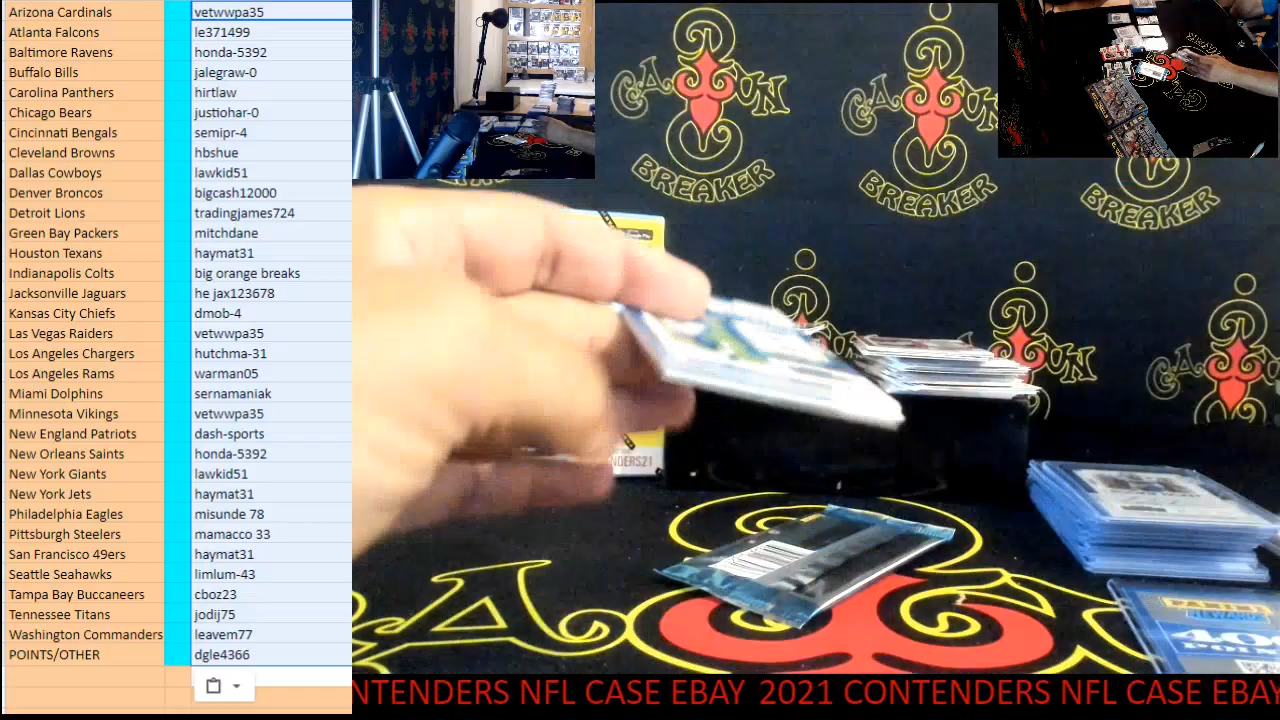 Arizona Cardinals vetwwpa35
Atlanta Falcons le371499
Baltimore Ravens honda-5392
Buffalo Bills jalegraw-0
Carolina Panthers hirtlaw
Chicago Bears justiohar-0
Cincinnati Bengals semipr-4
Cleveland Browns hbshue
Dallas Cowboys lawkid51
Denver Broncos bigcash12000
Detroit Lions tradingjames724
Green Bay Packers mitchdane
Houston Texans haymat31
Indianapolis Colts big orange breaks
Jacksonville Jaguars he jax123678
Kansas City Chiefs dmob-4
Las Vegas Raiders vetwwpa35
Los Angeles Chargers hutchma-31
Los Angeles Rams warman05
Miami Dolphins sernamaniak
Minnesota Vikings vetwwpa35
New England Patriots dash-sports
New Orleans Saints honda-5392
New York Giants lawkid51
New York Jets haymat31
Philadelphia Eagles misunde 78
Pittsburgh Steelers mamacco 33
San Francisco 49ers haymat31
Seattle Seahawks limlum-43
Tampa Bay Buccaneers cboz23
Tennessee Titans jodij75
Washington Commanders leavem77
POINTS/OTHER dgle4366
CAJUN
BREAKER
CAJUN
BREAKER
BREAKER
NDERS21
NTENDERS NFL CASE EBAY 2021 CONTENDERS NFL CASE EBAY